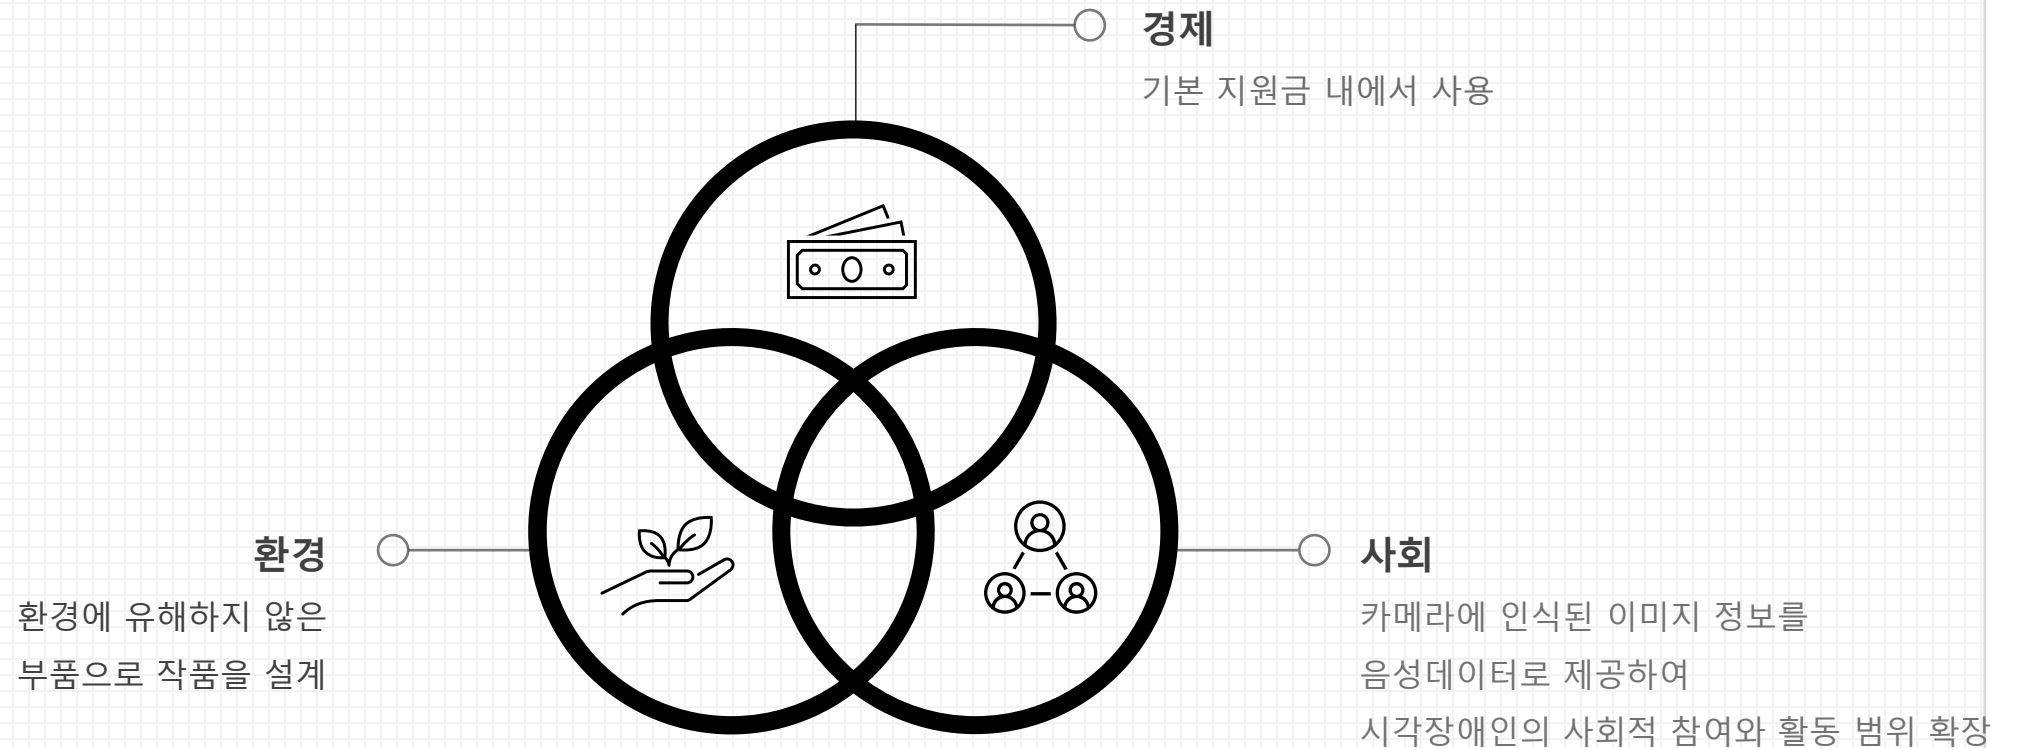 경제
기본 지원금 내에서 사용
환경
환경에 유해하지 않은
부품으로 작품을 설계
사회
카메라에 인식된 이미지 정보를
음성데이터로 제공하여
시각장애인의 사회적 참여와 활동 범위 확장